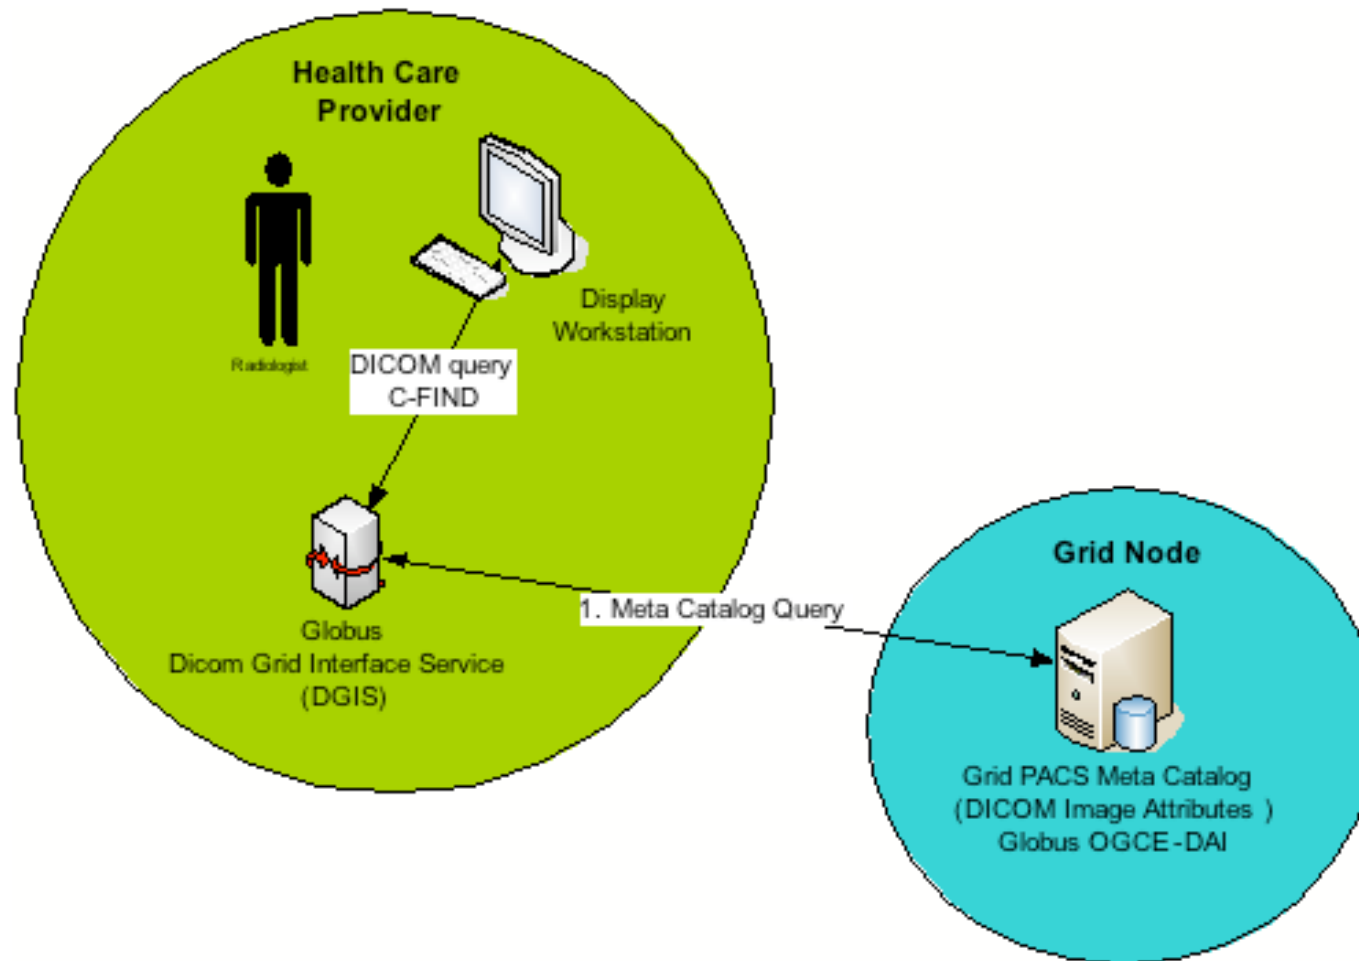 Health Care
Provider
Display
Workstation
Radiologist
DICOM query
C-FIND
Globus
Dicom Grid Interface Service
(DGIS)
1. Meta Catalog Query
Grid Node
Grid PACS Meta Catalog
(DICOM Image Attributes )
Globus OGCE-DAI